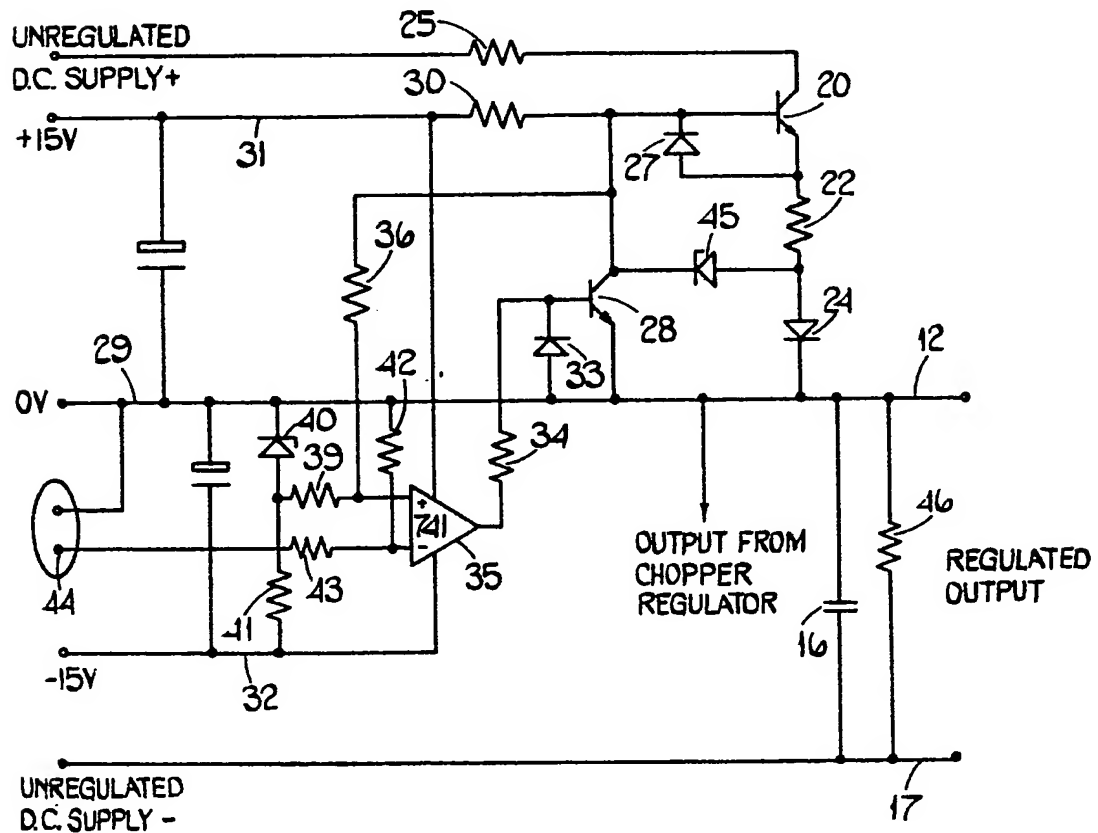 UNREGULATED
D.C. SUPPLY+
25
30
20
+15V
31
27
22
36
45
28
24
29
12
0V
33
42
40
39
34
+
741
-
35
46
44
43
OUTPUT FROM
CHOPPER
REGULATOR
REGULATED
OUTPUT
41
16
-15V
32
UNREGULATED
D.C. SUPPLY -
17